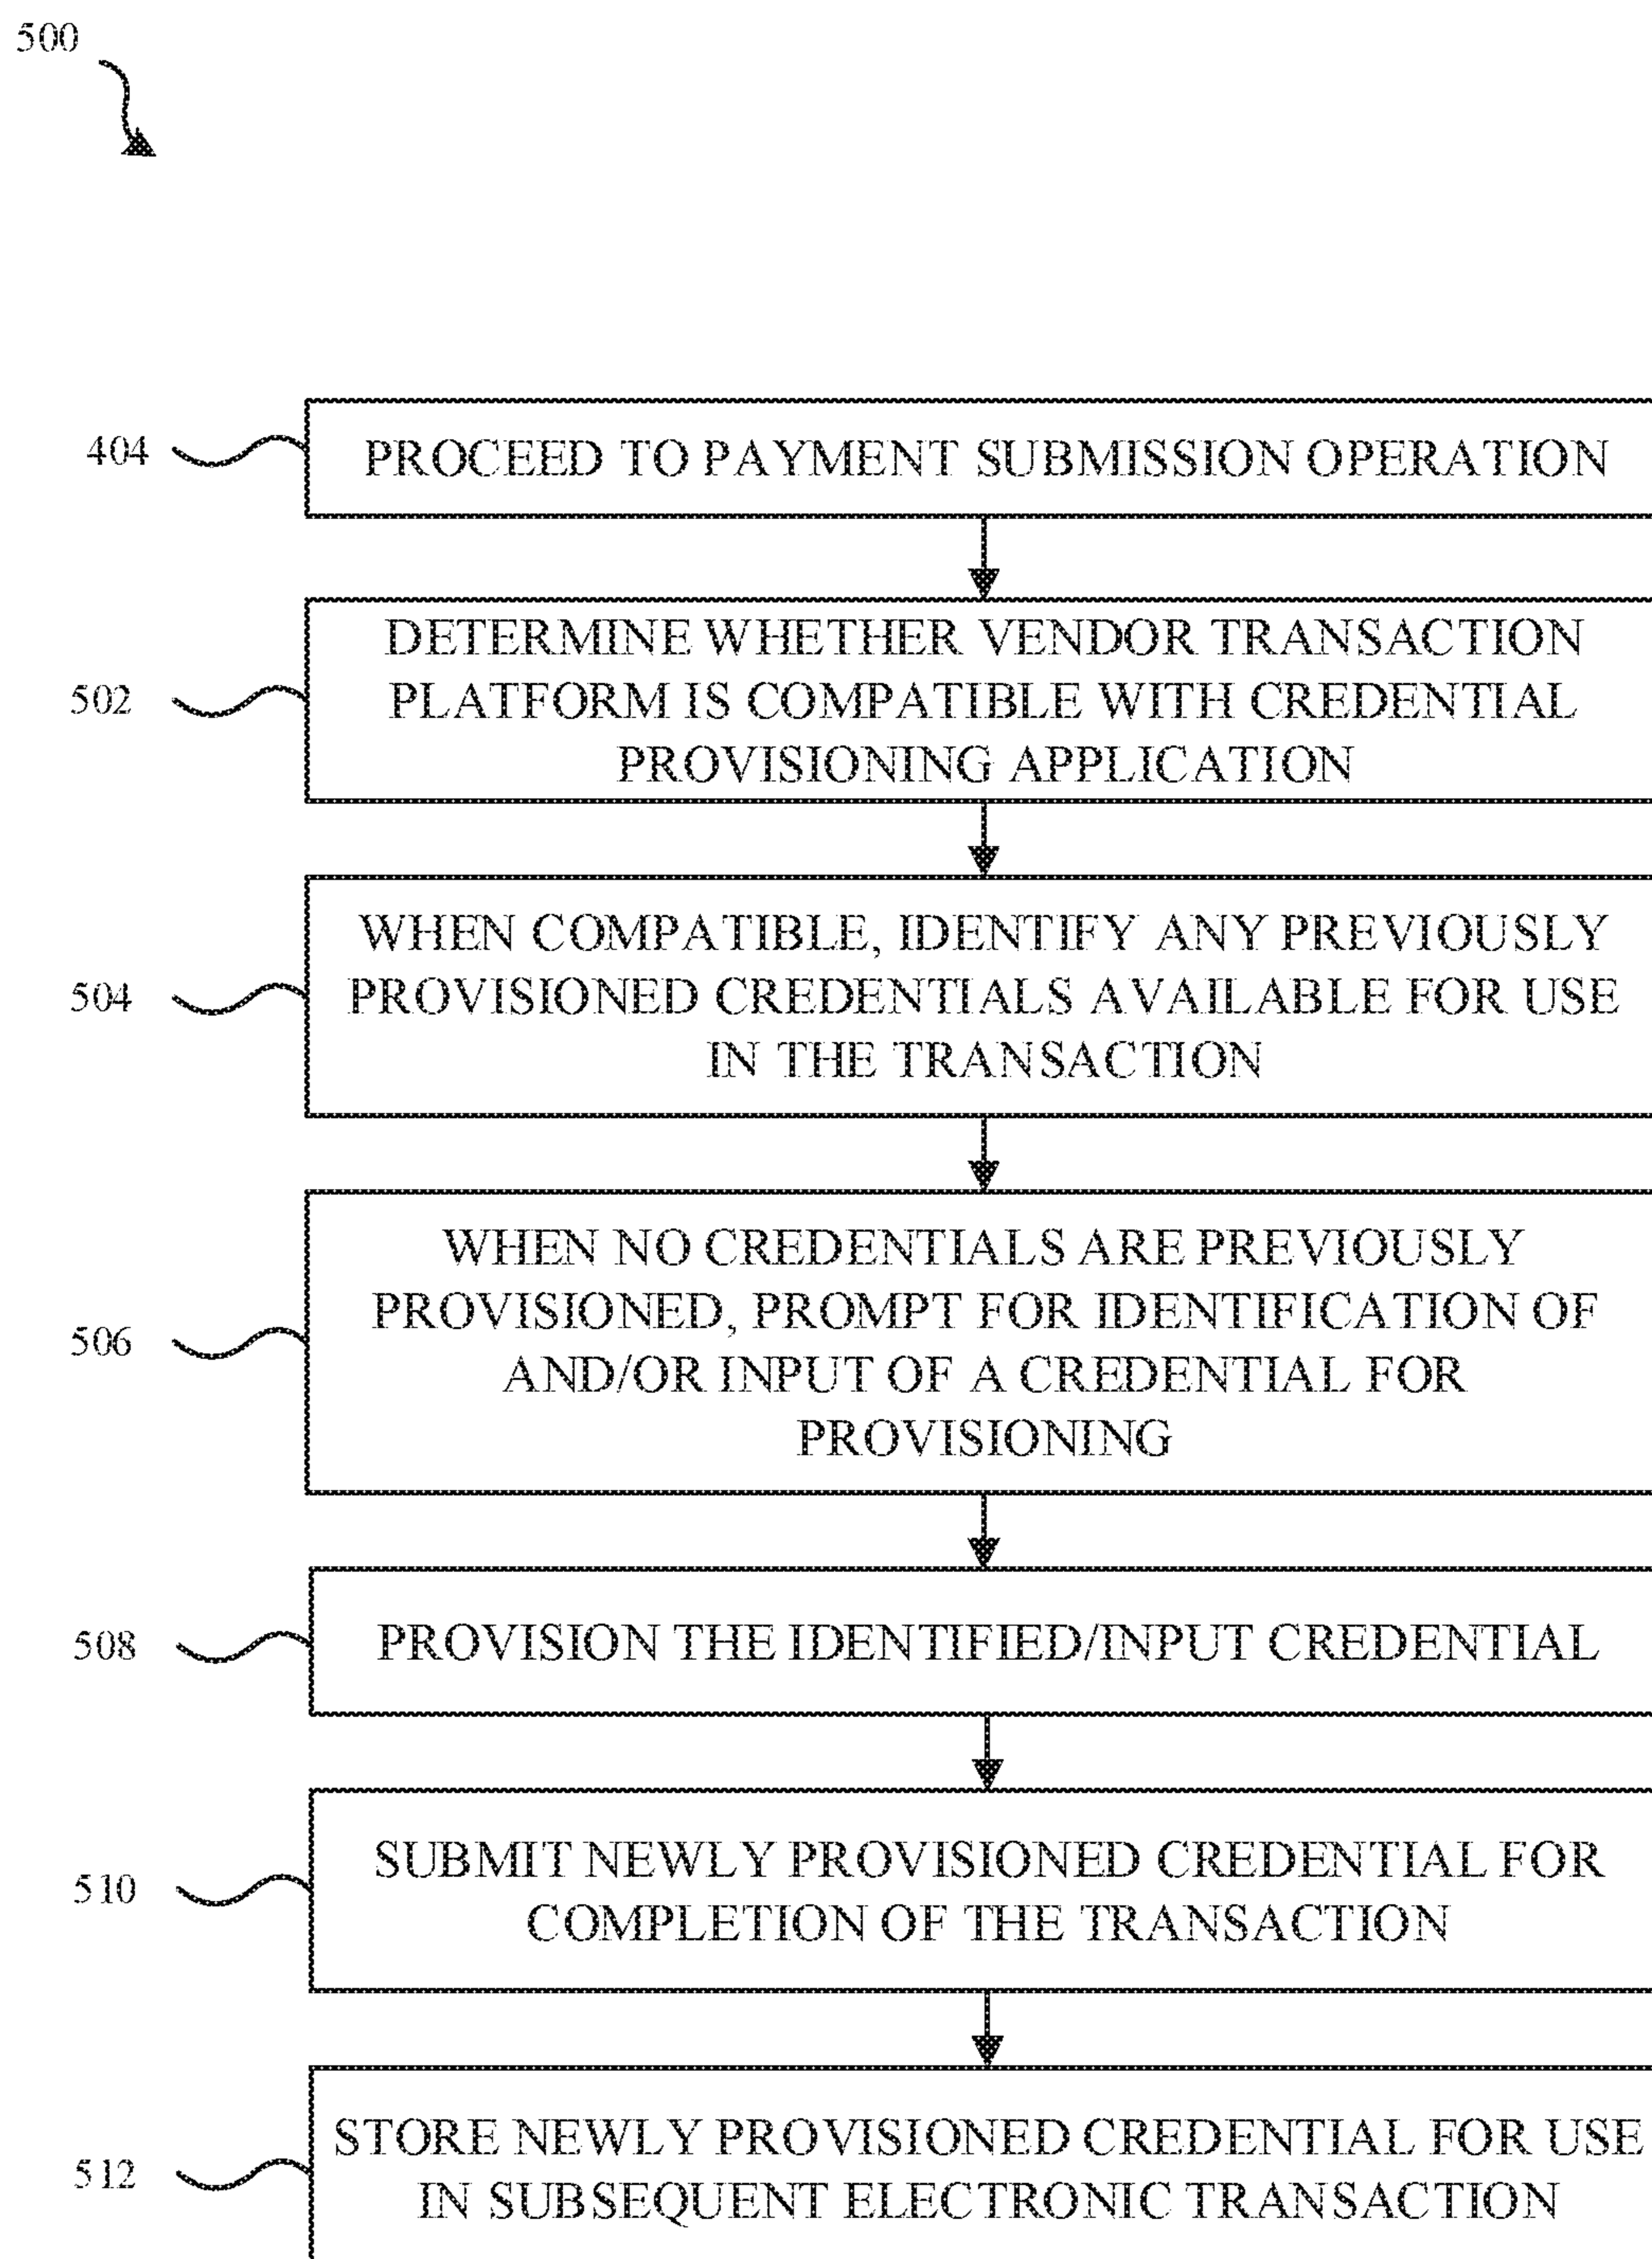 500
404
PROCEED TO PAYMENT SUBMISSION OPERATION
502
DETERMINE WHETHER VENDOR TRANSACTION
PLATFORM IS COMPATIBLE WITH CREDENTIAL
PROVISIONING APPLICATION
504
WHEN COMPATIBLE, IDENTIFY ANY PREVIOUSLY
PROVISIONED CREDENTIALS AVAILABLE FOR USE
IN THE TRANSACTION
506
WHEN NO CREDENTIALS ARE PREVIOUSLY
PROVISIONED, PROMPT FOR IDENTIFICATION OF
AND/OR INPUT OF A CREDENTIAL FOR
PROVISIONING
508
PROVISION THE IDENTIFIED/INPUT CREDENTIAL
510
SUBMIT NEWLY PROVISIONED CREDENTIAL FOR
COMPLETION OF THE TRANSACTION
512
STORE NEWLY PROVISIONED CREDENTIAL FOR USE
IN SUBSEQUENT ELECTRONIC TRANSACTION